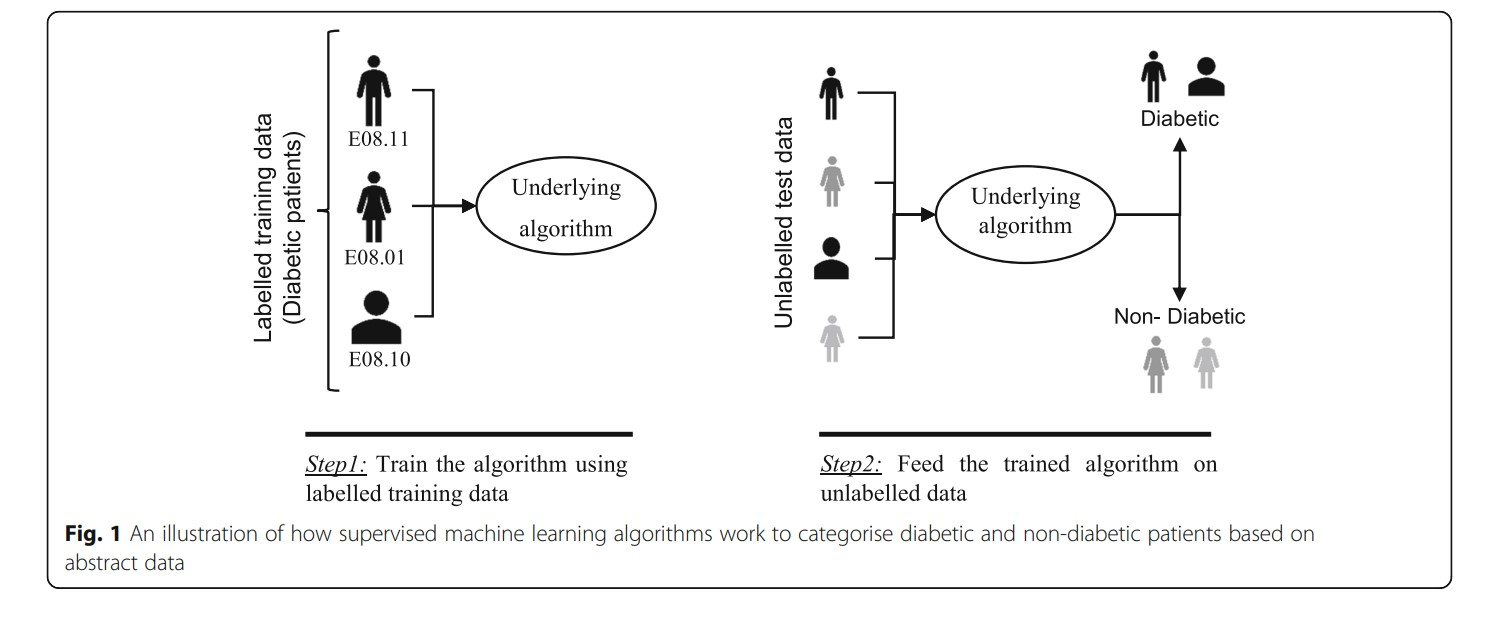 Labelled training data
(Diabetic patients)
E08.11
E08.01
E08.10
Underlying
algorithm
Step1: Train the algorithm using
labelled training data
Unlabelled test data
Underlying
algorithm
Diabetic
Non- Diabetic
Step2: Feed the trained algorithm on
unlabelled data
Fig. 1 An illustration of how supervised machine learning algorithms work to categorise diabetic and non-diabetic patients based on
abstract data